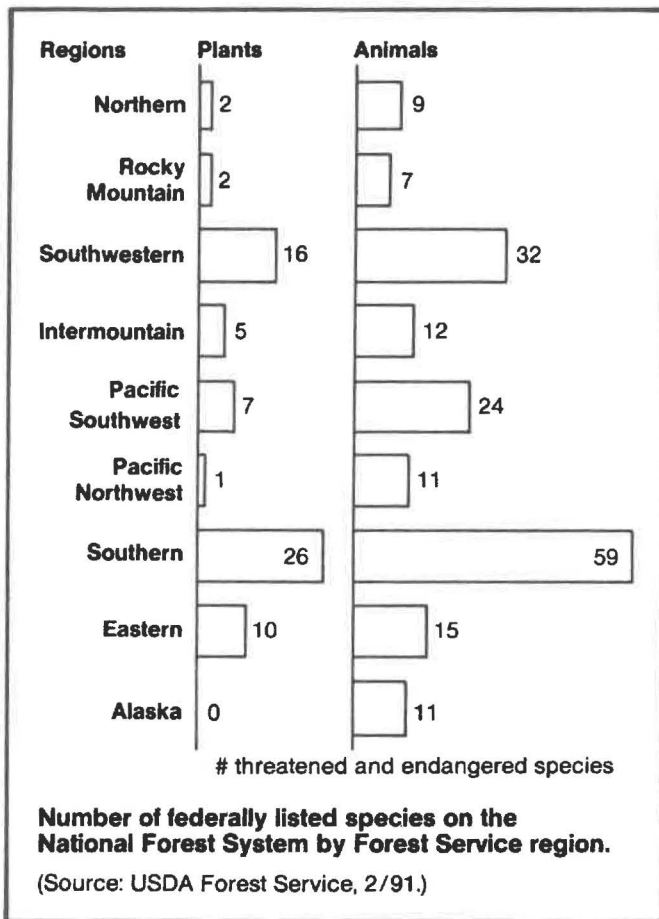 Regions Plants Animals
Northern 2 9
Rocky
Mountain 2 7
Southwestern 16 32
Intermountain 5 12
Pacific
Southwest 7 24
Pacific
Northwest 1 11
Southern 26 59
Eastern 10 15
Alaska 0 11
# threatened and endangered species
Number of federally listed species on the
National Forest System by Forest Service region.
(Source: USDA Forest Service, 2/91.)